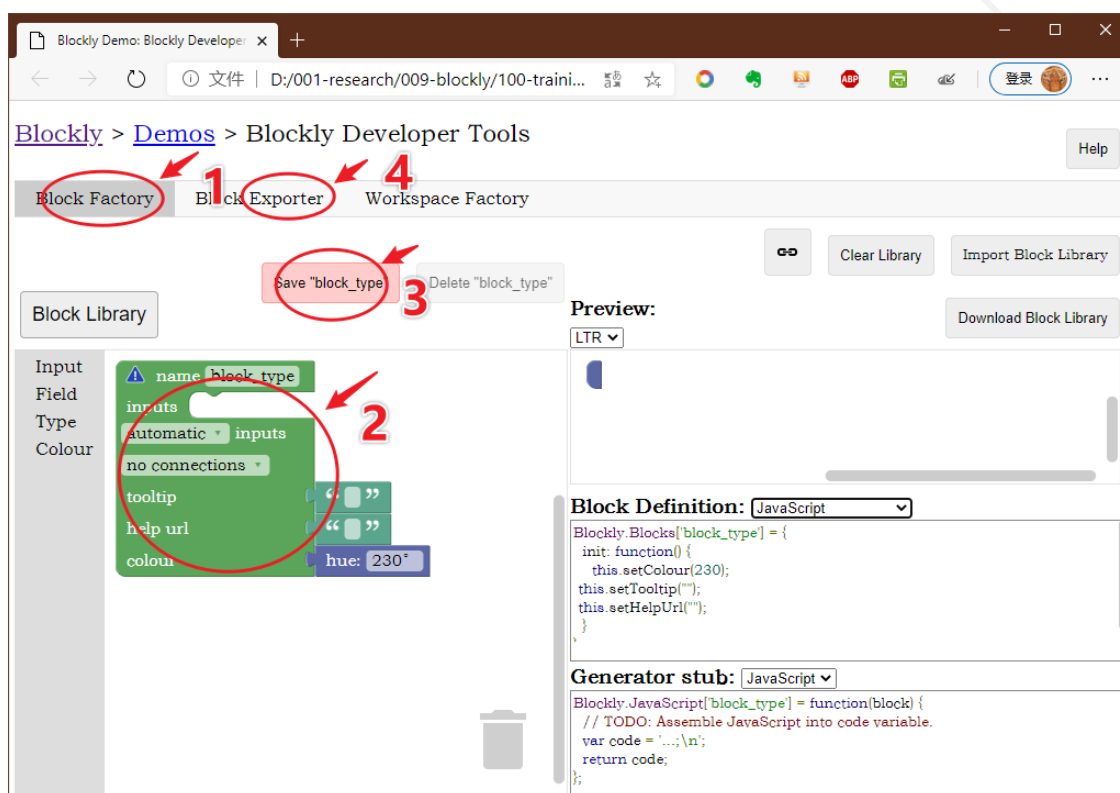 Blockly Demo: Blockly Developer
文件 D:/001-research/009-blockly/100-traini...
ABP
登录
Blockly > Demos > Blockly Developer Tools
Help
1
4
Block Factory Block Exporter Workspace Factory
Clear Library
Import Block Library
Save "block_type"
Delete "block_type"
3
Block Library
Preview:
Download Block Library
LTR
Input
Field
Type
Colour
name block_type
inputs
automatic inputs
no connections
tooltip “ ”
help url “ ”
colour hue: 230°
2
Block Definition: JavaScript
Blockly.Blocks['block_type'] = {
init: function() {
this.setColour(230);
this.setTooltip("");
this.setHelpUrl("");
}
Generator stub: JavaScript
Blockly.JavaScript['block_type'] = function(block) {
// TODO: Assemble JavaScript into code variable.
var code = '...;\n';
return code;
};